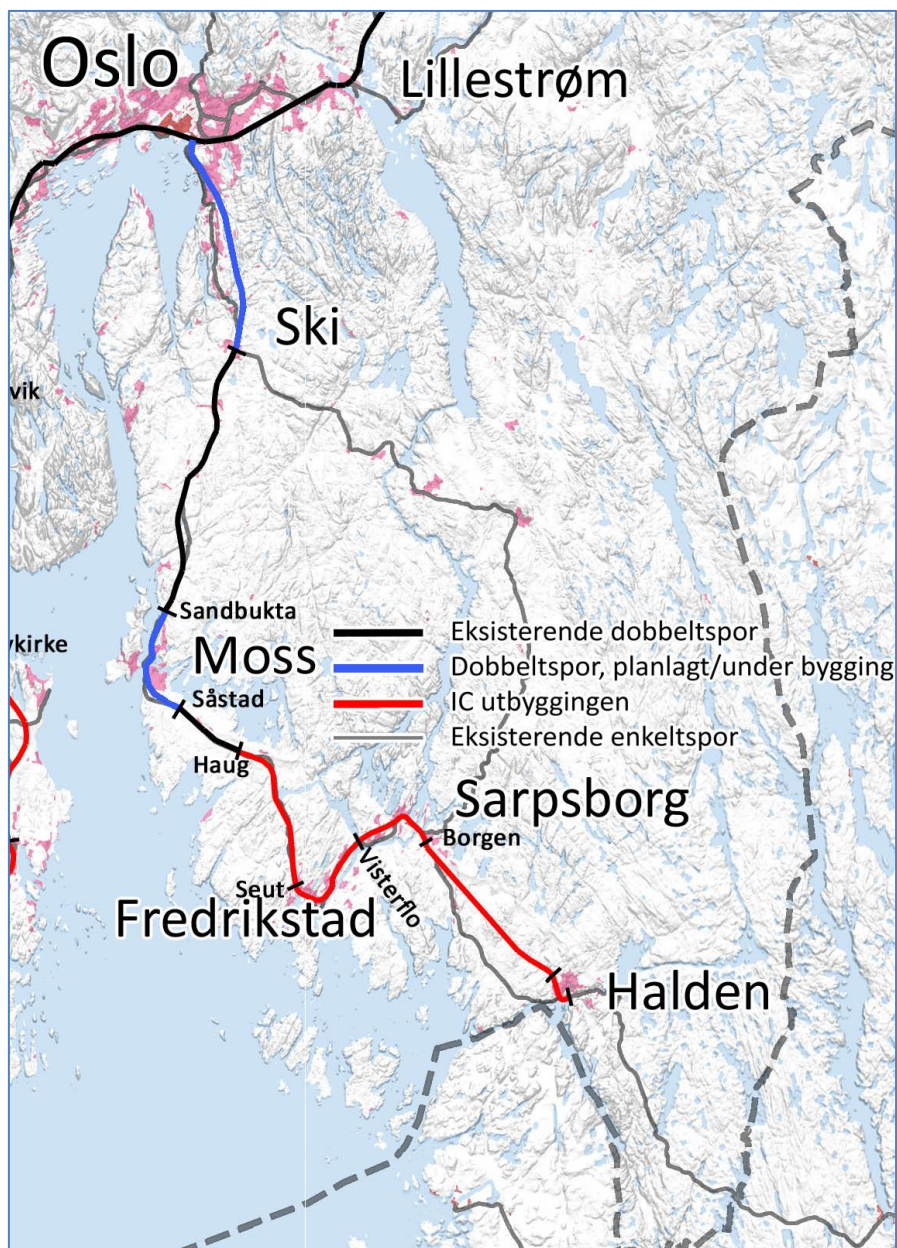 Oslo
Lillestrøm
Ski
vik
Sandbukta
Moss
ykirke
Eksisterende dobbeltspor
Dobbeltspor, planlagt/under bygging
IC utbyggingen
Eksisterende enkeltspor
Såstad
Haug
Sarpsborg
Borgen
Visterflo
Seut
Fredrikstad
Halden